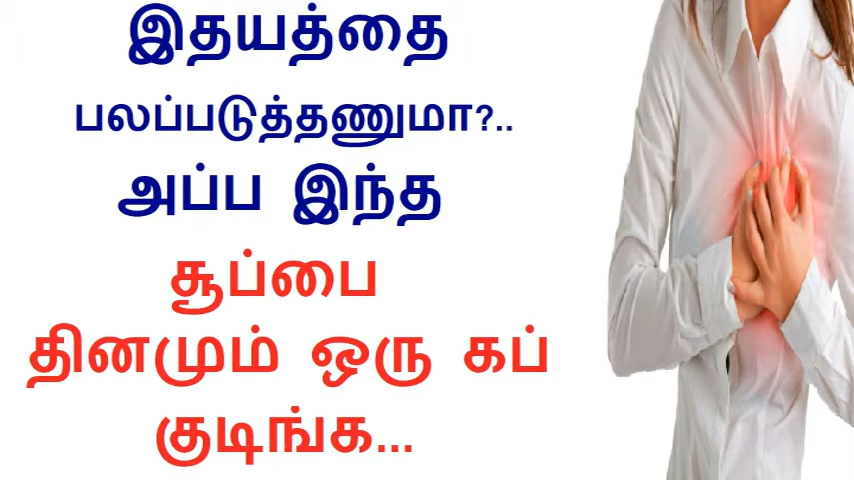 இதயத்தை
பலப்படுத்தணுமா?..
அப்ப இந்த
சூப்பை
தினமும் ஒரு கப்
குடிங்க...